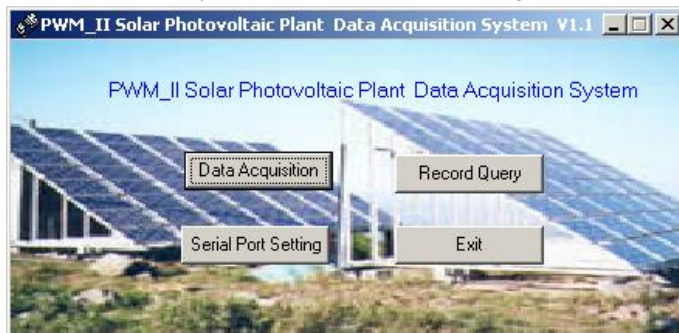 PWM_II Solar Photovoltaic Plant Data Acquisition System V1.1
PWM_II Solar Photovoltaic Plant Data Acquisition System
Data Acquisition
Record Query
Serial Port Setting
Exit